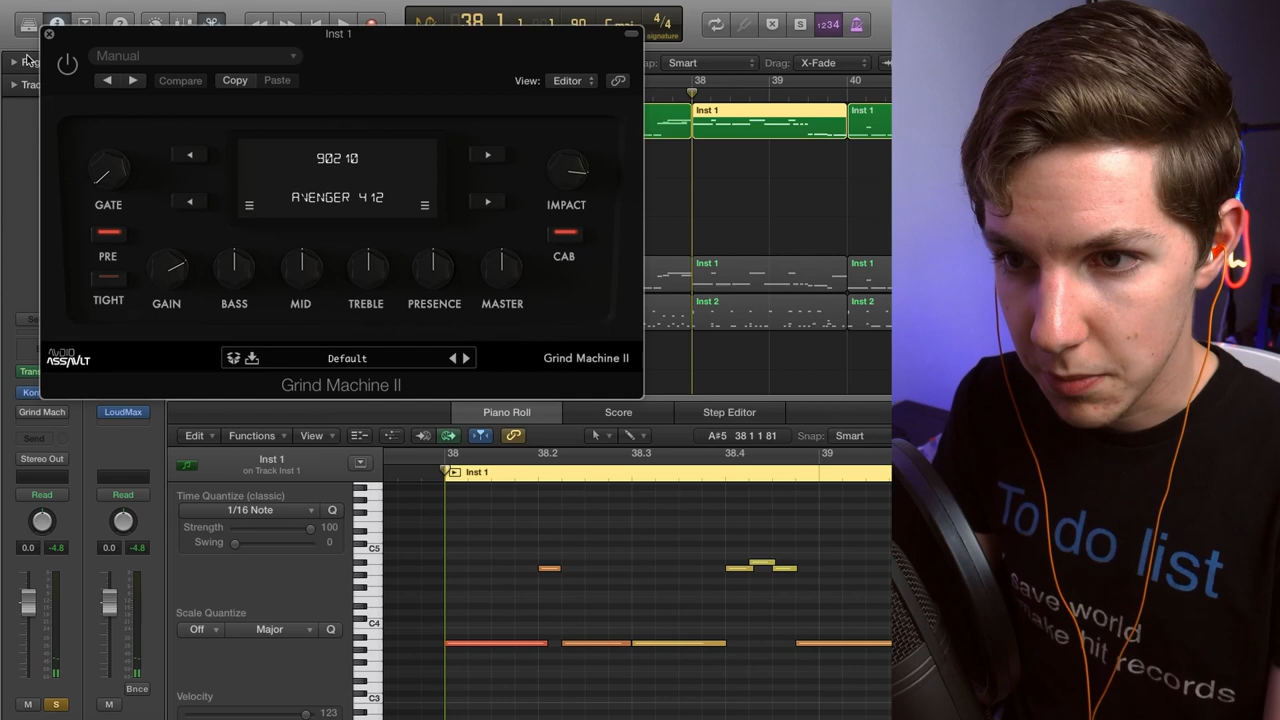 38 1 1 1 90 C maj 4/4
signature
1234
Inst 1
Manual
Compare Copy Paste
View: Editor
Smart Drag: X-Fade
38 39 40
Inst 1
Inst 1
Inst 1
Inst 2
Inst 2
902 10
AVENGER 4 12
GATE
IMPACT
PRE
CAB
TIGHT
GAIN BASS MID TREBLE PRESENCE MASTER
AUDIO
ASSAULT
Default
Grind Machine II
Grind Machine II
Grind Mach LoudMax
Send
Stereo Out
Read Read
0.0 -4.8 0.0 -4.8
Bnce
M S M
Piano Roll Score Step Editor
Edit Functions View
A#5 38 1 1 81 Snap: Smart
Inst 1
on Track Inst 1
38 38.2 38.3 38.4 39
Inst 1
Time Quantize (classic)
1/16 Note Q
Strength 100
Swing 0
Scale Quantize
Off Major Q
Velocity
123
C5
C4
C3
To do list
save world
make hit records